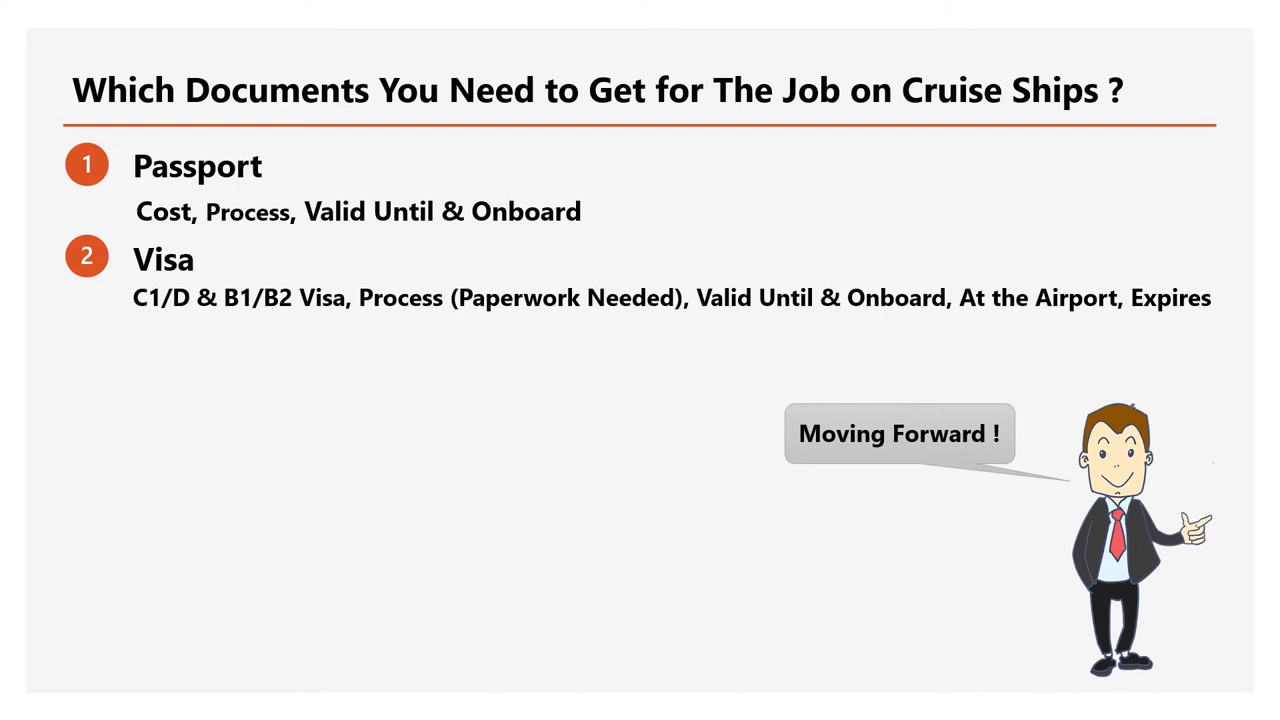 Which Documents You Need to Get for The Job on Cruise Ships ?
1 Passport
Cost, Process, Valid Until & Onboard
2 Visa
C1/D & B1/B2 Visa, Process (Paperwork Needed), Valid Until & Onboard, At the Airport, Expires
Moving Forward !